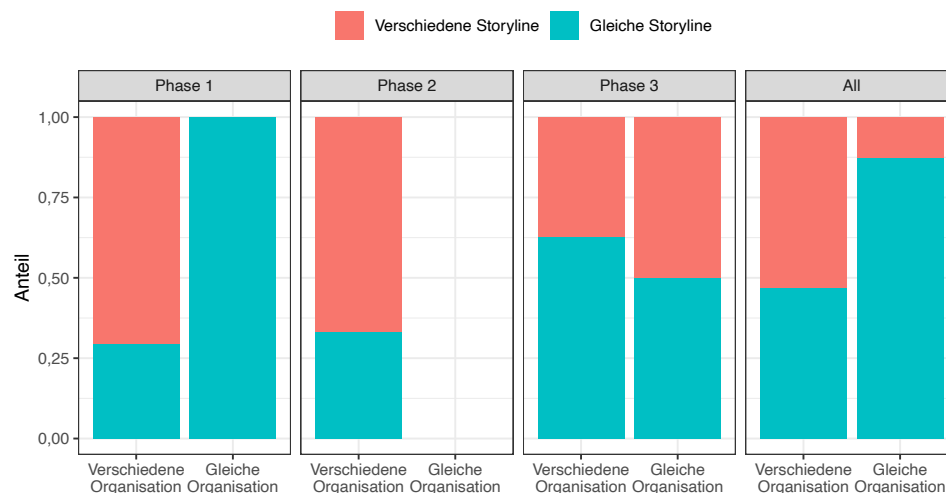 Verschiedene Storyline Gleiche Storyline
Phase 1 Phase 2 Phase 3 All
Anteil
1,00
0,75
0,50
0,25
0,00
Verschiedene Gleiche Verschiedene Gleiche Verschiedene Gleiche Verschiedene Gleiche
Organisation Organisation Organisation Organisation Organisation Organisation Organisation Organisation